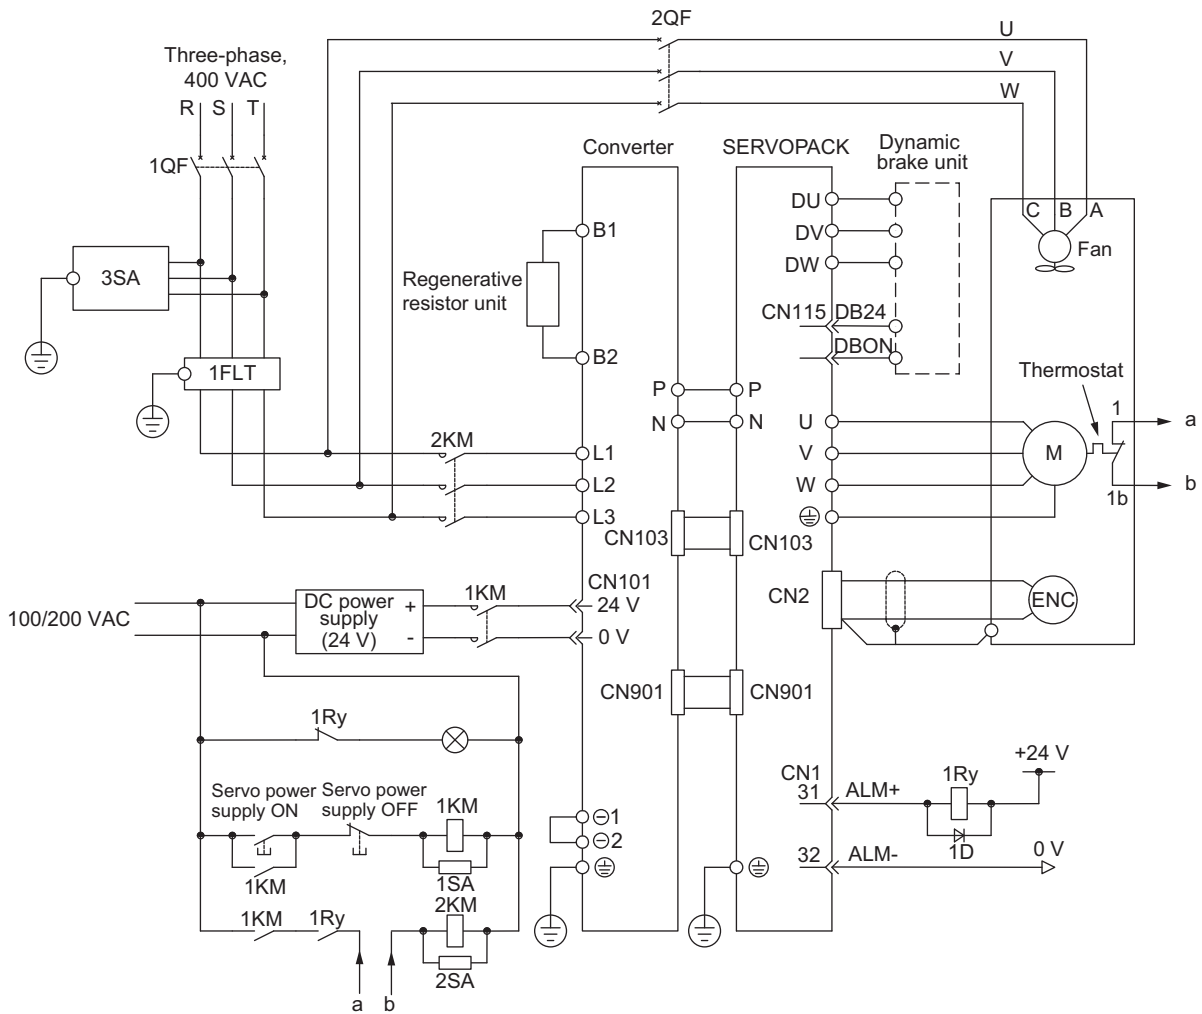 2QF
U
V
W
Three-phase,
400 VAC
R S T
1QF
3SA
1FLT
Converter
SERVOPACK
Dynamic
brake unit
DU
DV
DW
CN115 DB24
DBON
C B A
Fan
Regenerative
resistor unit
B1
B2
P P
N N
Thermostat
1
a
1b
b
U
V
W
M
2KM
L1
L2
L3
CN103 CN103
CN101
24 V
0 V
1KM
100/200 VAC
DC power
supply
(24 V)
+
-
CN2
ENC
CN901 CN901
1Ry
Servo power
supply ON
Servo power
supply OFF
1KM
1KM
1SA
1KM
1Ry
2KM
2SA
a b
1
2
CN1
31 ALM+
1Ry
+24 V
1D
32 ALM-
0 V